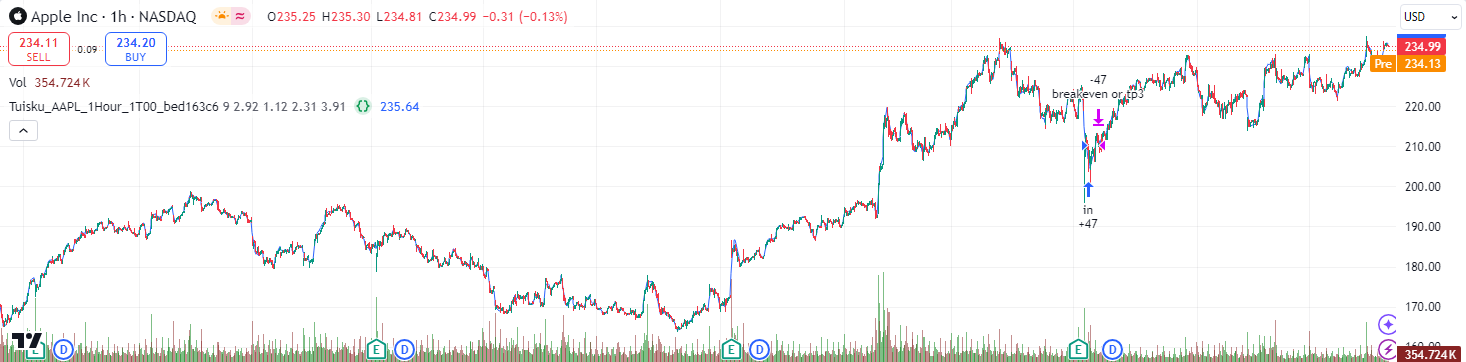 Apple Inc · 1h · NASDAQ O235.25 H235.30 L234.81 C234.99 −0.31 (−0.13%)
USD
234.11 SELL
0.09
234.20 BUY
Vol 354.724 K
Tuisku_AAPL_1Hour_1T00_bed163c6 9 2.92 1.12 2.31 3.91 {} 235.64
-47
breakeven or tp3
in
+47
234.99
Pre 234.13
220.00
210.00
200.00
190.00
180.00
170.00
354.724 K
E D E D E D E D